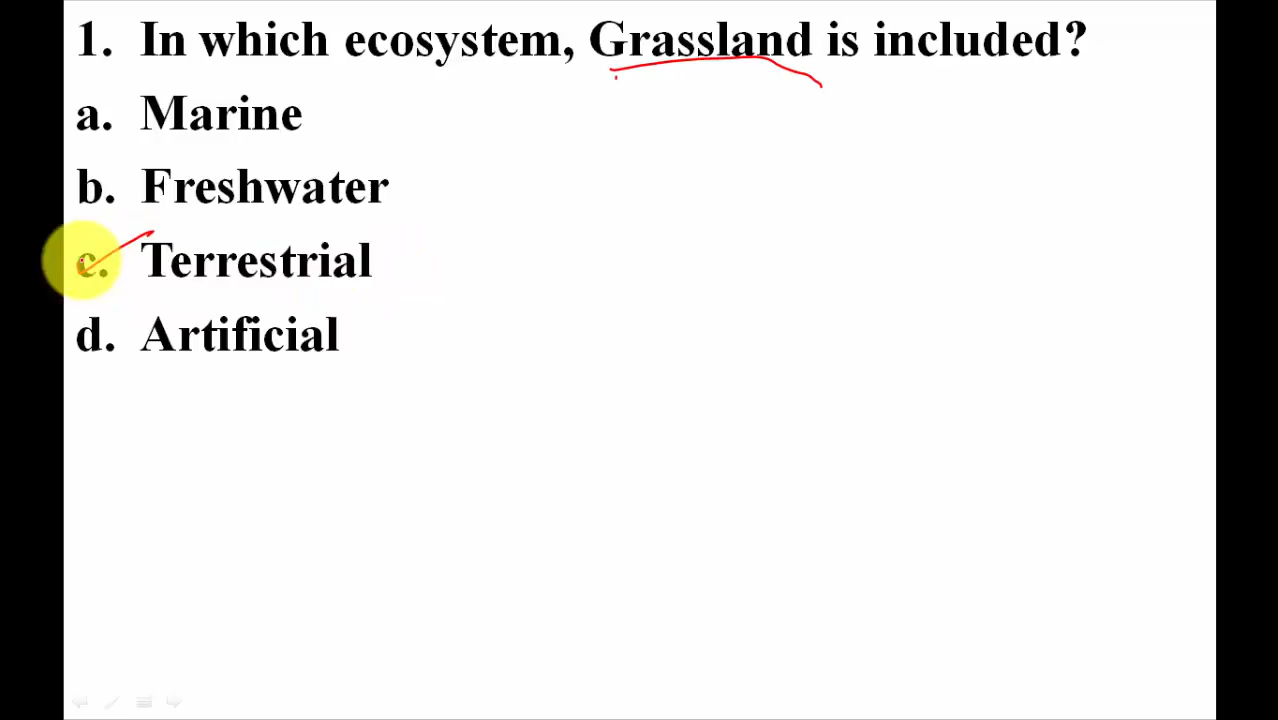 1. In which ecosystem, Grassland is included?
a. Marine
b. Freshwater
c. Terrestrial
d. Artificial